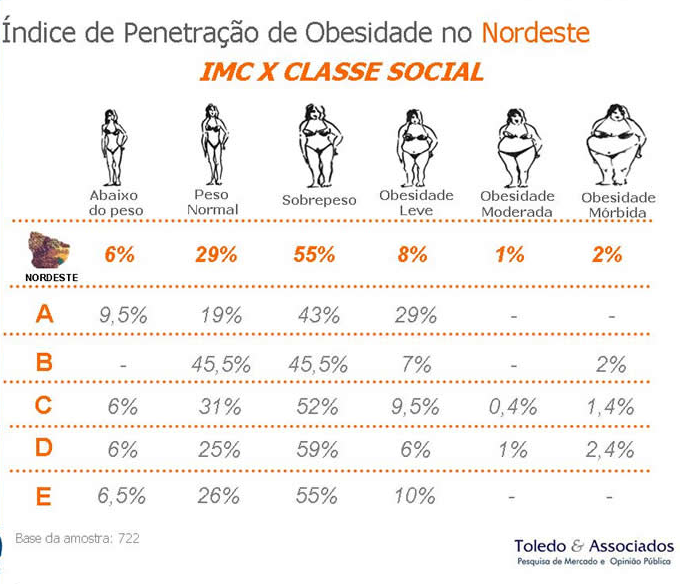 Índice de Penetração de Obesidade no Nordeste
IMC X CLASSE SOCIAL
Abaixo do peso
Peso Normal
Sobrepeso
Obesidade Leve
Obesidade Moderada
Obesidade Mórbida
NORDESTE 6% 29% 55% 8% 1% 2%
A 9,5% 19% 43% 29% - -
B - 45,5% 45,5% 7% - 2%
C 6% 31% 52% 9,5% 0,4% 1,4%
D 6% 25% 59% 6% 1% 2,4%
E 6,5% 26% 55% 10% - -
Base da amostra: 722
Toledo & Associados
Pesquisa de Mercado e Opinião Pública